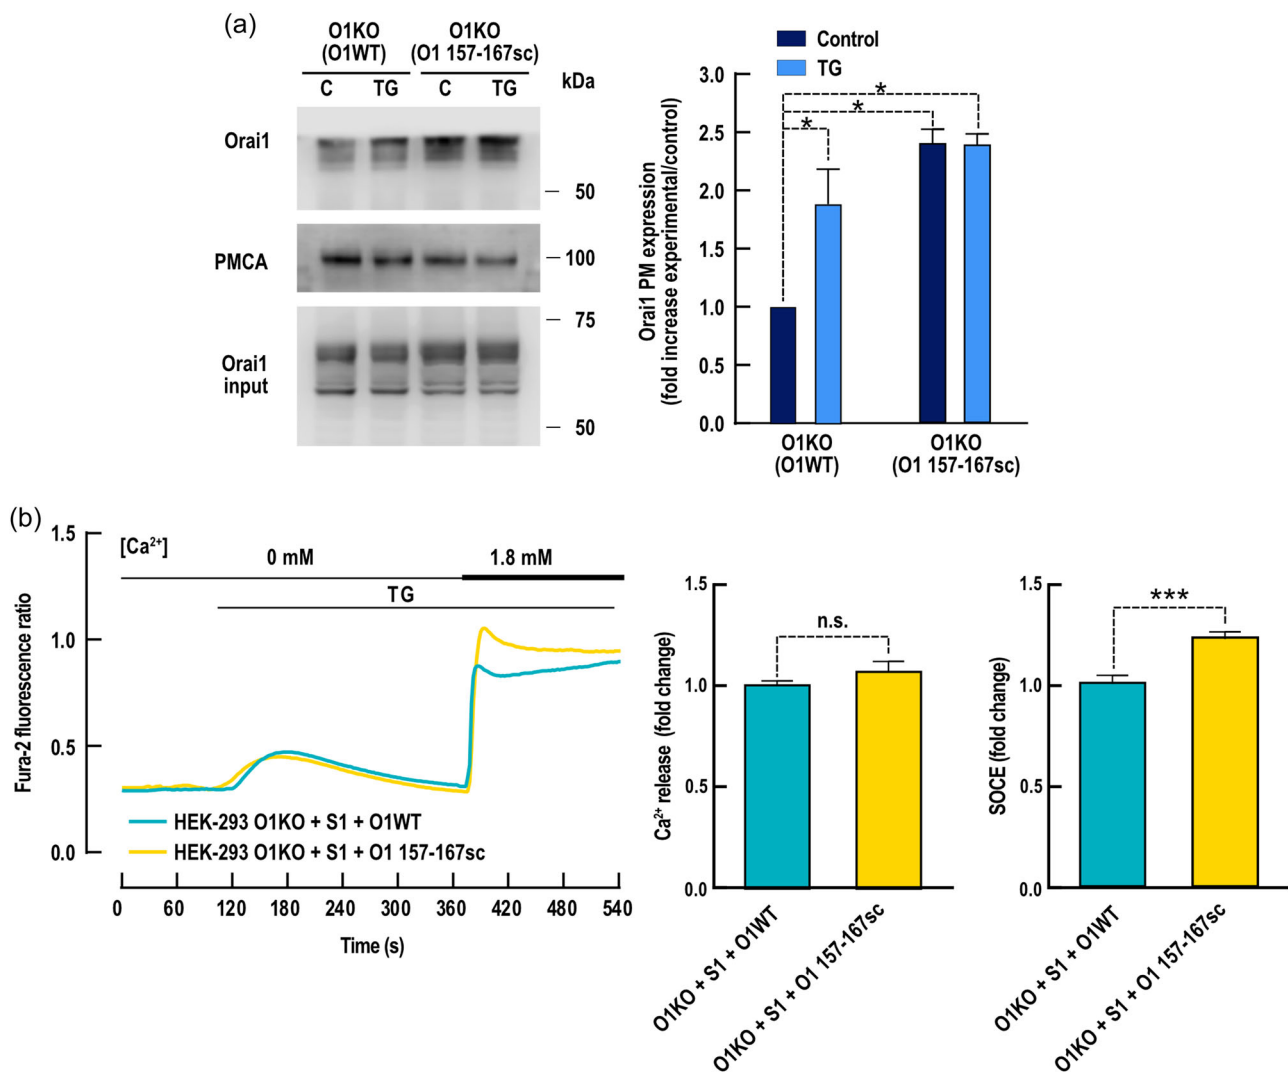 (a)
O1KO
(O1WT)
O1KO
(O1 157-167sc)
C TG C TG kDa
Orai1
50
PMCA
100
75
Orai1
input
50
Control
TG
Orai1 PM expression
(fold increase experimental/control)
3.0
2.5
2.0
1.5
1.0
0.5
0.0
*
*
*
O1KO
(O1WT)
O1KO
(O1 157-167sc)
(b)
Fura-2 fluorescence ratio
1.5
1.0
0.5
0.0
[Ca²⁺]
0 mM
1.8 mM
TG
HEK-293 O1KO + S1 + O1WT
HEK-293 O1KO + S1 + O1 157-167sc
0 60 120 180 240 300 360 420 480 540
Time (s)
Ca²⁺ release (fold change)
1.5
1.0
0.5
0.0
n.s.
O1KO + S1 + O1WT
O1KO + S1 + O1 157-167sc
SOCE (fold change)
1.5
1.0
0.5
0.0
***
O1KO + S1 + O1WT
O1KO + S1 + O1 157-167sc